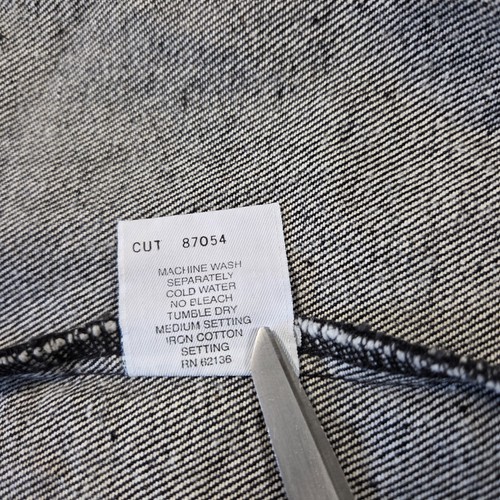 CUT 87054
MACHINE WASH
SEPARATELY
COLD WATER
NO BLEACH
TUMBLE DRY
MEDIUM SETTING
IRON COTTON
SETTING
RN 62136